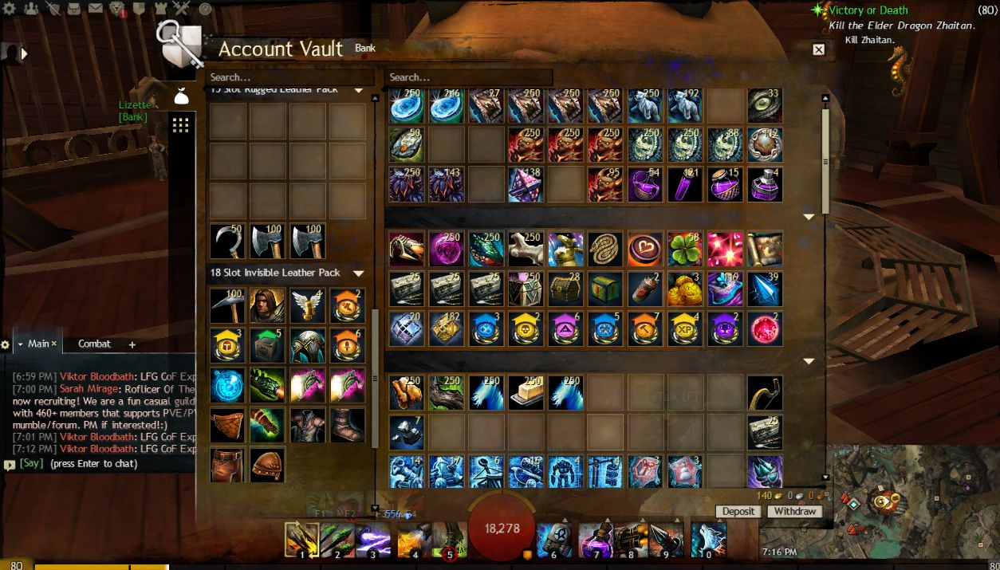 Victory or Death
(80)
Kill the Elder Dragon Zhaitan.
Kill Zhaitan.
Account Vault
Bank
Search...
Search...
15 Slot Rugged Leather Pack
Lizette
[Bank]
250 246 27 250 250 250 250 192 33
50 250 250 250 250 250 88 112
250 143 138 95 54 121 15 4
50 100 100
18 Slot Invisible Leather Pack
250 250 250 58
25 25 25 250 28 2 3 119 39
20 182 3 2 6 5 7 4 2 2
100 4 2
3 5 6
Main
Combat
+
[6:59 PM] Viktor Bloodbath: LFG CoF Exp
[7:00 PM] Sarah Mirage: Roflicer Of The
now recruiting! We are a fun casual guild
with 460+ members that supports PVE/PV
mumble/forum. PM if interested!:)
[7:01 PM] Viktor Bloodbath: LFG CoF Exp
[7:12 PM] Viktor Bloodbath: LFG CoF Exp
[Say] (press Enter to chat)
250 250 250 250 250
Talk [F]
7 25
14 17 6 16 4 4 3 3
140 0 0
Deposit
Withdraw
F1 F2
18,278
1 2 3 4 5 6 7 8 9 0
7:16 PM
80
80